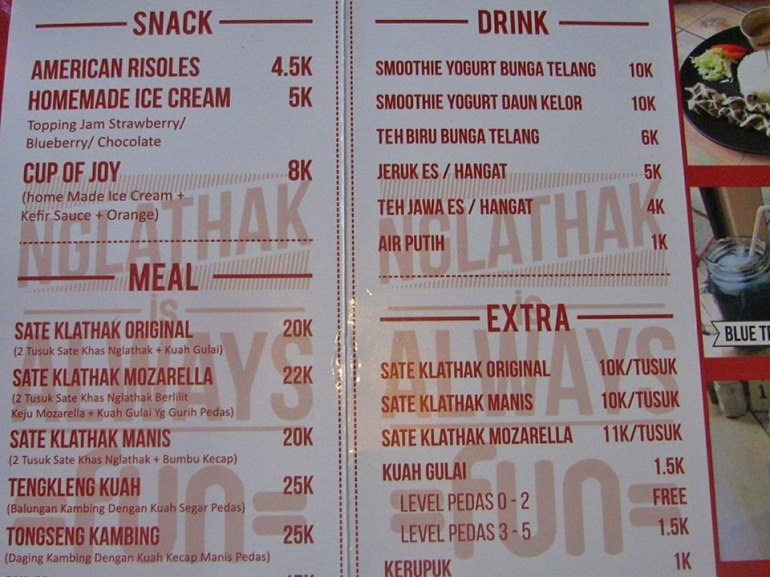 SNACK
AMERICAN RISOLES 4.5K
HOMEMADE ICE CREAM 5K
Topping Jam Strawberry/
Blueberry/ Chocolate
CUP OF JOY 8K
(home Made Ice Cream +
Kefir Sauce + Orange)
NGLATHAK
is
ALWAYS
=fun=
MEAL
SATE KLATHAK ORIGINAL 20K
(2 Tusuk Sate Khas Nglathak + Kuah Gulai)
SATE KLATHAK MOZARELLA 22K
(2 Tusuk Sate Khas Nglathak Berlilit
Keju Mozarella + Kuah Gulai Yg Gurih Pedas)
SATE KLATHAK MANIS 20K
(2 Tusuk Sate Khas Nglathak + Bumbu Kecap)
TENGKLENG KUAH 25K
(Balungan Kambing Dengan Kuah Segar Pedas)
TONGSENG KAMBING 25K
(Daging Kambing Dengan Kuah Kecap Manis Pedas)
DRINK
SMOOTHIE YOGURT BUNGA TELANG 10K
SMOOTHIE YOGURT DAUN KELOR 10K
TEH BIRU BUNGA TELANG 6K
JERUK ES / HANGAT 5K
TEH JAWA ES / HANGAT 4K
AIR PUTIH 1K
NGLATHAK
is
ALWAYS
=fun=
EXTRA
SATE KLATHAK ORIGINAL 10K/TUSUK
SATE KLATHAK MANIS 10K/TUSUK
SATE KLATHAK MOZARELLA 11K/TUSUK
KUAH GULAI 1.5K
LEVEL PEDAS 0 - 2 FREE
LEVEL PEDAS 3 - 5 1.5K
KERUPUK 1K
BLUE T